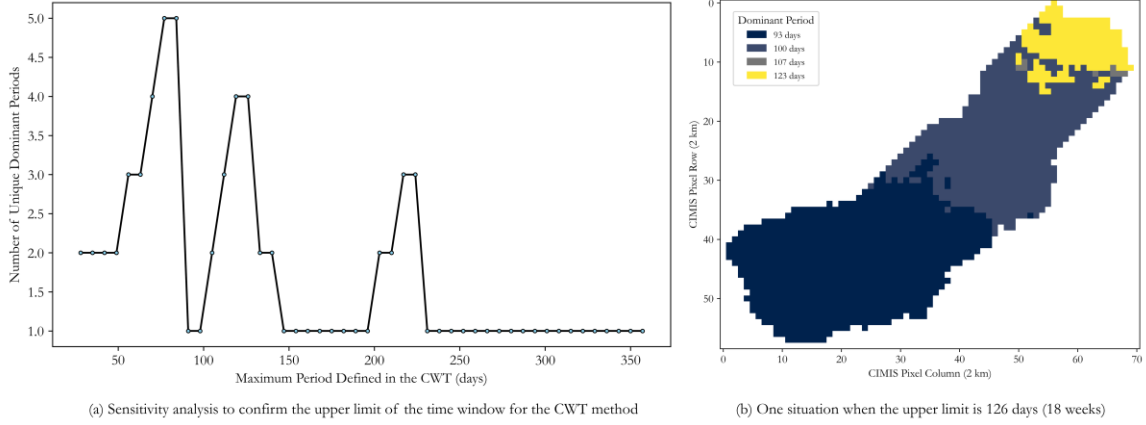 5.0
4.5
4.0
3.5
3.0
2.5
2.0
1.5
1.0
Number of Unique Dominant Periods
50
100
150
200
250
300
350
Maximum Period Defined in the CWT (days)
(a) Sensitivity analysis to confirm the upper limit of the time window for the CWT method
Dominant Period
93 days
100 days
107 days
123 days
0
10
20
30
40
50
CIMIS Pixel Row (2 km)
0
10
20
30
40
50
60
70
CIMIS Pixel Column (2 km)
(b) One situation when the upper limit is 126 days (18 weeks)